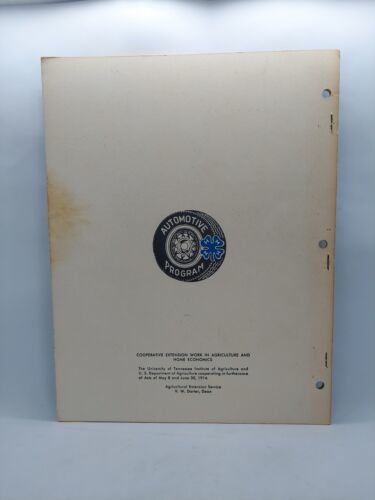 AUTOMOTIVE
PROGRAM
COOPERATIVE EXTENSION WORK IN AGRICULTURE AND
HOME ECONOMICS
The University of Tennessee Institute of Agriculture and
U. S. Department of Agriculture cooperating in furtherance
of Acts of May 8 and June 30, 1914.
Agricultural Extension Service
V. W. Darter, Dean